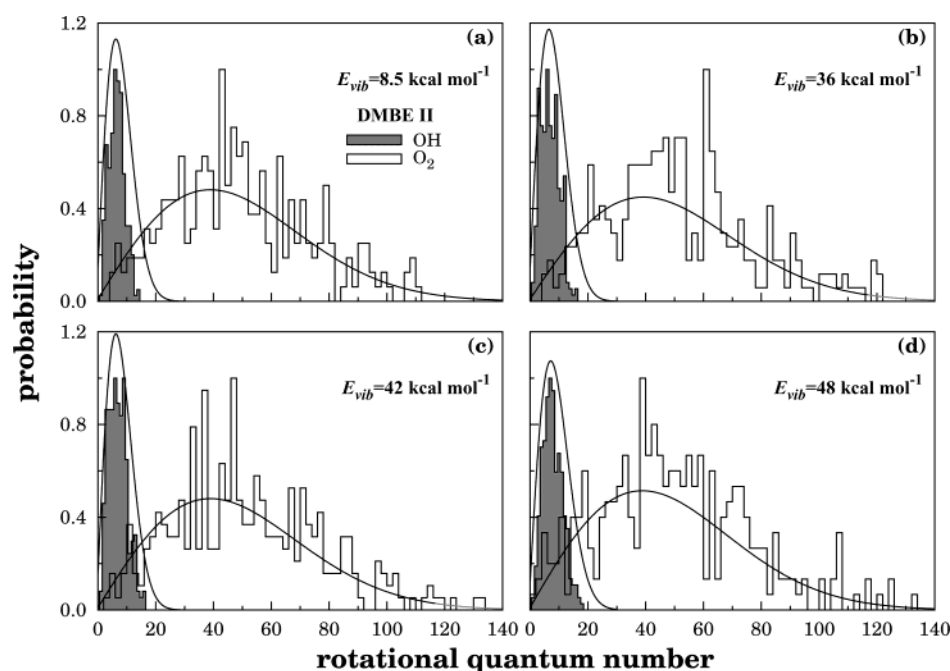 1.2
(a)
(b)
E_vib=8.5 kcal mol⁻¹
E_vib=36 kcal mol⁻¹
DMBE II
0.8
OH
O₂
0.4
0.0
probability
1.2
(c)
(d)
E_vib=42 kcal mol⁻¹
E_vib=48 kcal mol⁻¹
0.8
0.4
0.0
0 20 40 60 80 100 120 140 0 20 40 60 80 100 120 140
rotational quantum number